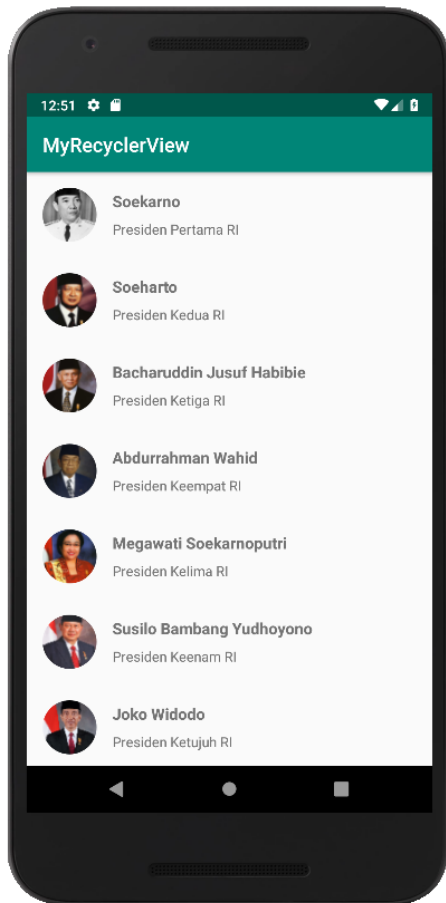 12:51
MyRecyclerView
Soekarno
Presiden Pertama RI
Soeharto
Presiden Kedua RI
Bacharuddin Jusuf Habibie
Presiden Ketiga RI
Abdurrahman Wahid
Presiden Keempat RI
Megawati Soekarnoputri
Presiden Kelima RI
Susilo Bambang Yudhoyono
Presiden Keenam RI
Joko Widodo
Presiden Ketujuh RI